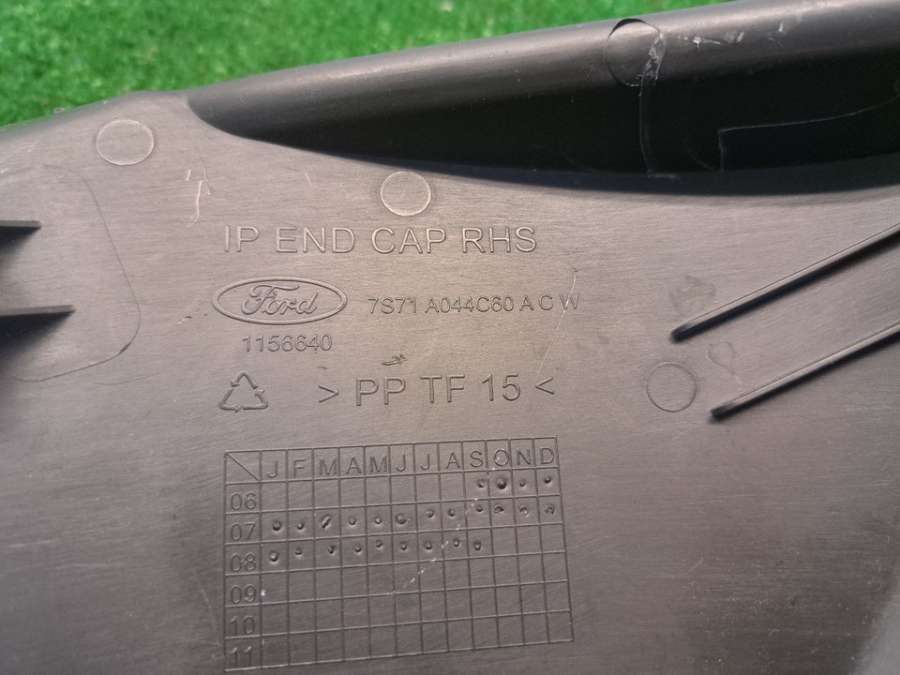 IP END CAP RHS
Ford 7S71 A044C60 A C W
1156640
> PP TF 15 <
J F M A M J J A S O N D
06
07
08
09
10
11